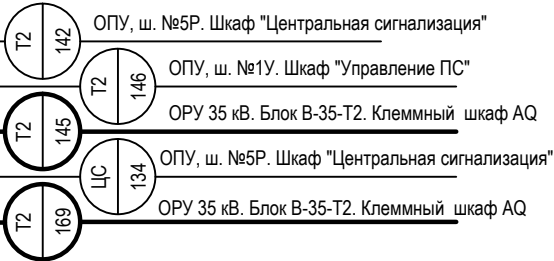 Т2 142 ОПУ, ш. №5Р. Шкаф "Центральная сигнализация"
Т2 146 ОПУ, ш. №1У. Шкаф "Управление ПС"
Т2 145 ОРУ 35 кВ. Блок В-35-Т2. Клеммный шкаф AQ
ЦС 134 ОПУ, ш. №5Р. Шкаф "Центральная сигнализация"
Т2 169 ОРУ 35 кВ. Блок В-35-Т2. Клеммный шкаф AQ